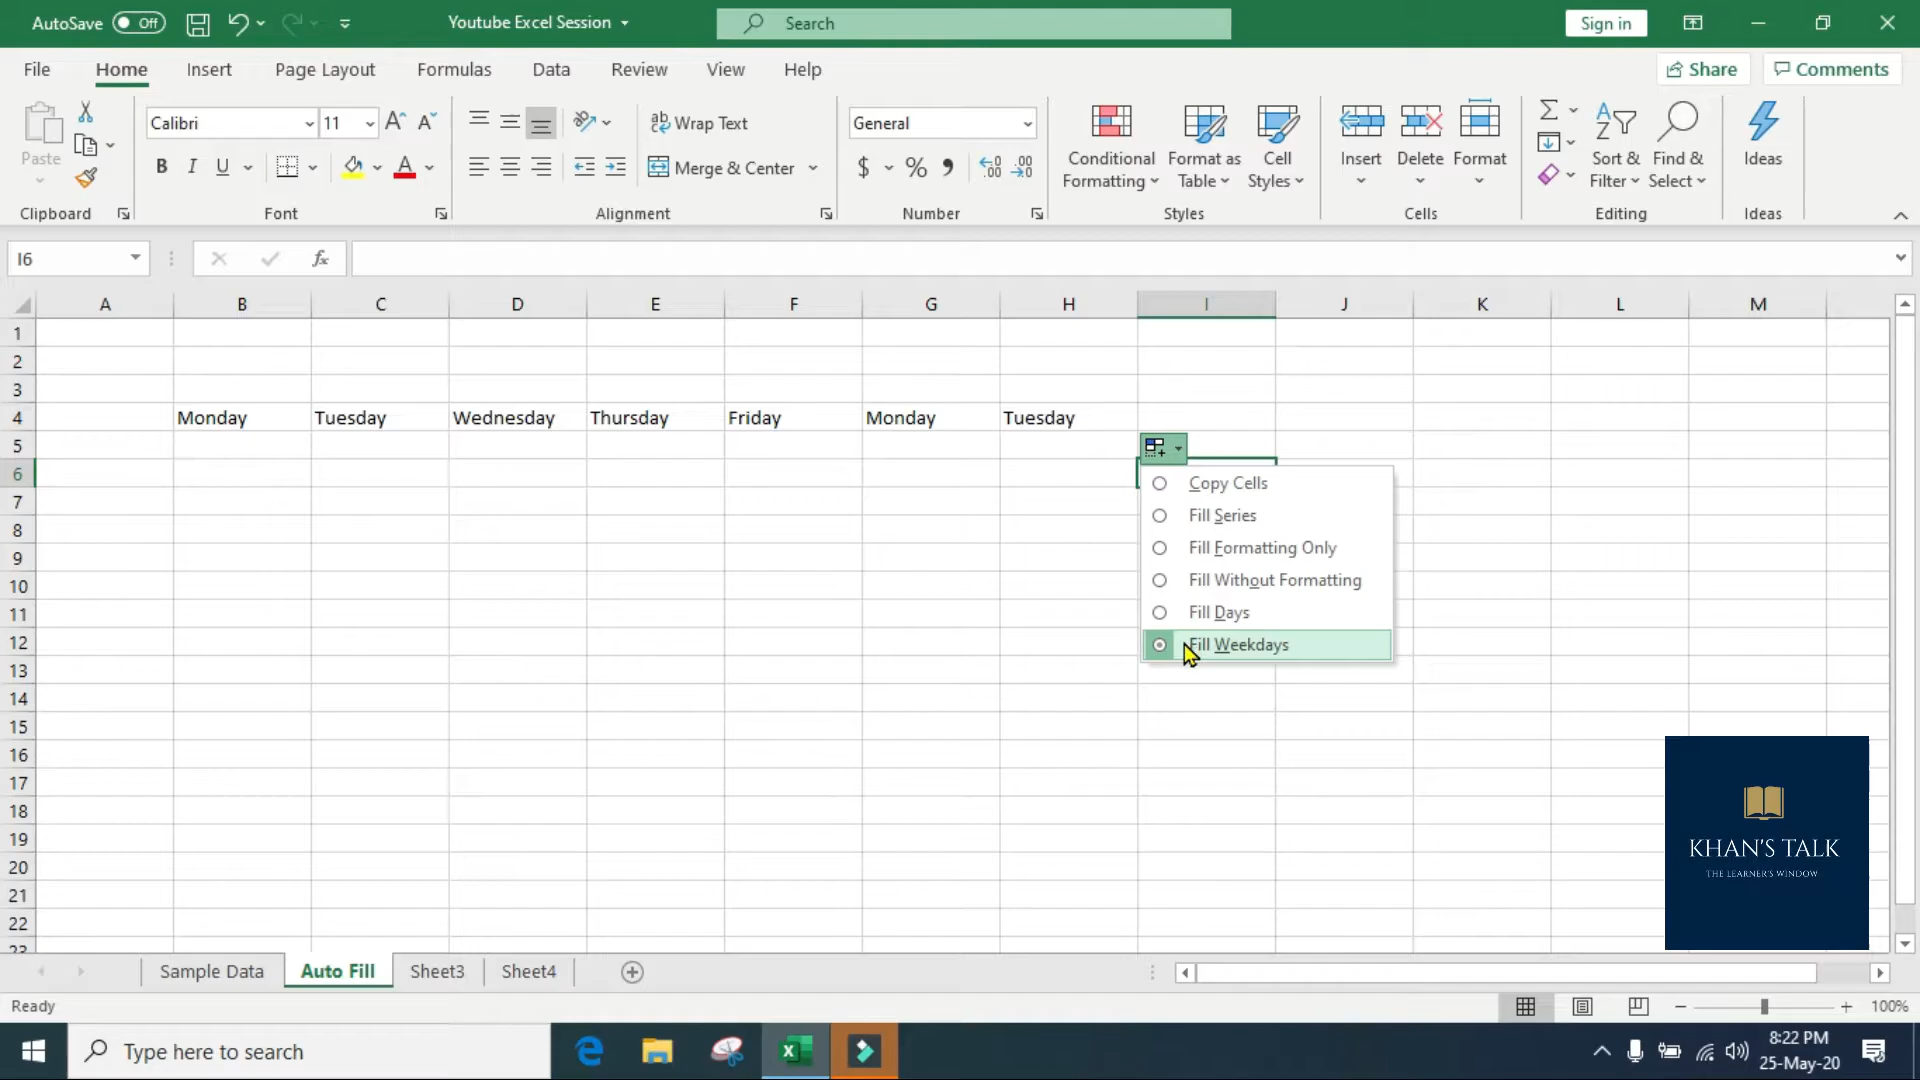 AutoSave Off Youtube Excel Session Search Sign in
File Home Insert Page Layout Formulas Data Review View Help Share Comments
Calibri 11 Wrap Text General
Paste B I U Merge & Center $ % Conditional Formatting Format as Table Cell Styles Insert Delete Format Sort & Filter Find & Select Ideas
Clipboard Font Alignment Number Styles Cells Editing Ideas
I6 fx
A B C D E F G H I J K L M
1
2
3
4 Monday Tuesday Wednesday Thursday Friday Monday Tuesday
5
6
Copy Cells
7
Fill Series
8
Fill Formatting Only
9
Fill Without Formatting
10
Fill Days
11
Fill Weekdays
12
13
14
15
16
17
18
19
20
21
22
23
KHAN'S TALK
THE LEARNER'S WINDOW
Sample Data Auto Fill Sheet3 Sheet4
Ready 100%
Type here to search
8:22 PM
25-May-20